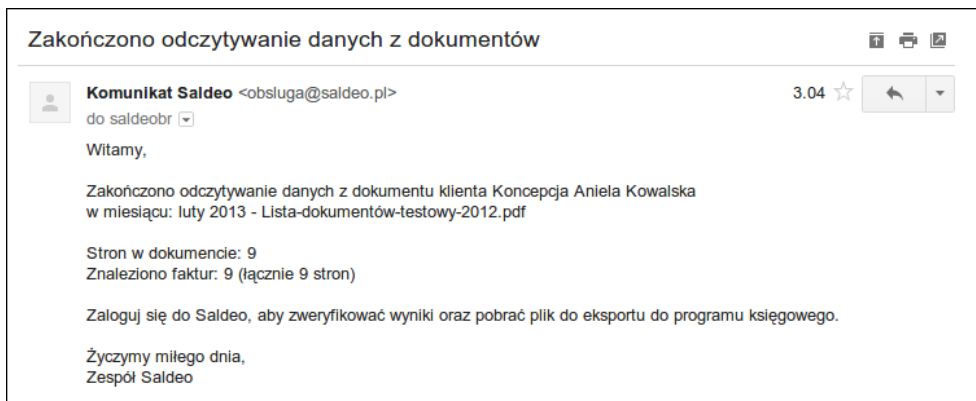 Zakończono odczytywanie danych z dokumentów
Komunikat Saldeo <obsluga@saldeo.pl>
3.04
do saldeobr
Witamy,
Zakończono odczytywanie danych z dokumentu klienta Koncepcja Aniela Kowalska
w miesiącu: luty 2013 - Lista-dokumentów-testowy-2012.pdf
Stron w dokumencie: 9
Znaleziono faktur: 9 (łącznie 9 stron)
Zaloguj się do Saldeo, aby zweryfikować wyniki oraz pobrać plik do eksportu do programu księgowego.
Życzymy miłego dnia,
Zespół Saldeo